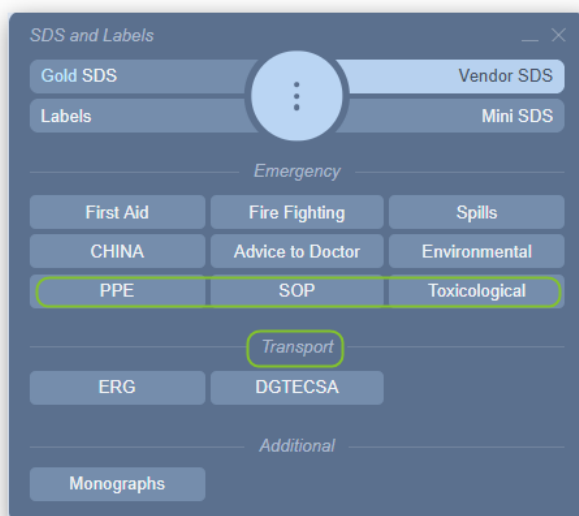 SDS and Labels
Gold SDS Vendor SDS
Labels Mini SDS
Emergency
First Aid Fire Fighting Spills
CHINA Advice to Doctor Environmental
PPE SOP Toxicological
Transport
ERG DGTECSA
Additional
Monographs